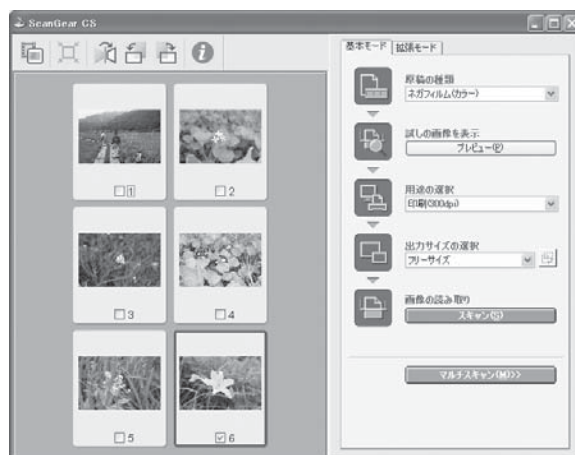 ScanGear CS
基本モード 拡張モード
原稿の種類
ネガフィルム(カラー)
試しの画像を表示
プレビュー(P)
用途の選択
印刷(300dpi)
出力サイズの選択
フリーサイズ
画像の読み取り
スキャン(S)
マルチスキャン(M)>>
1
2
3
4
5
6